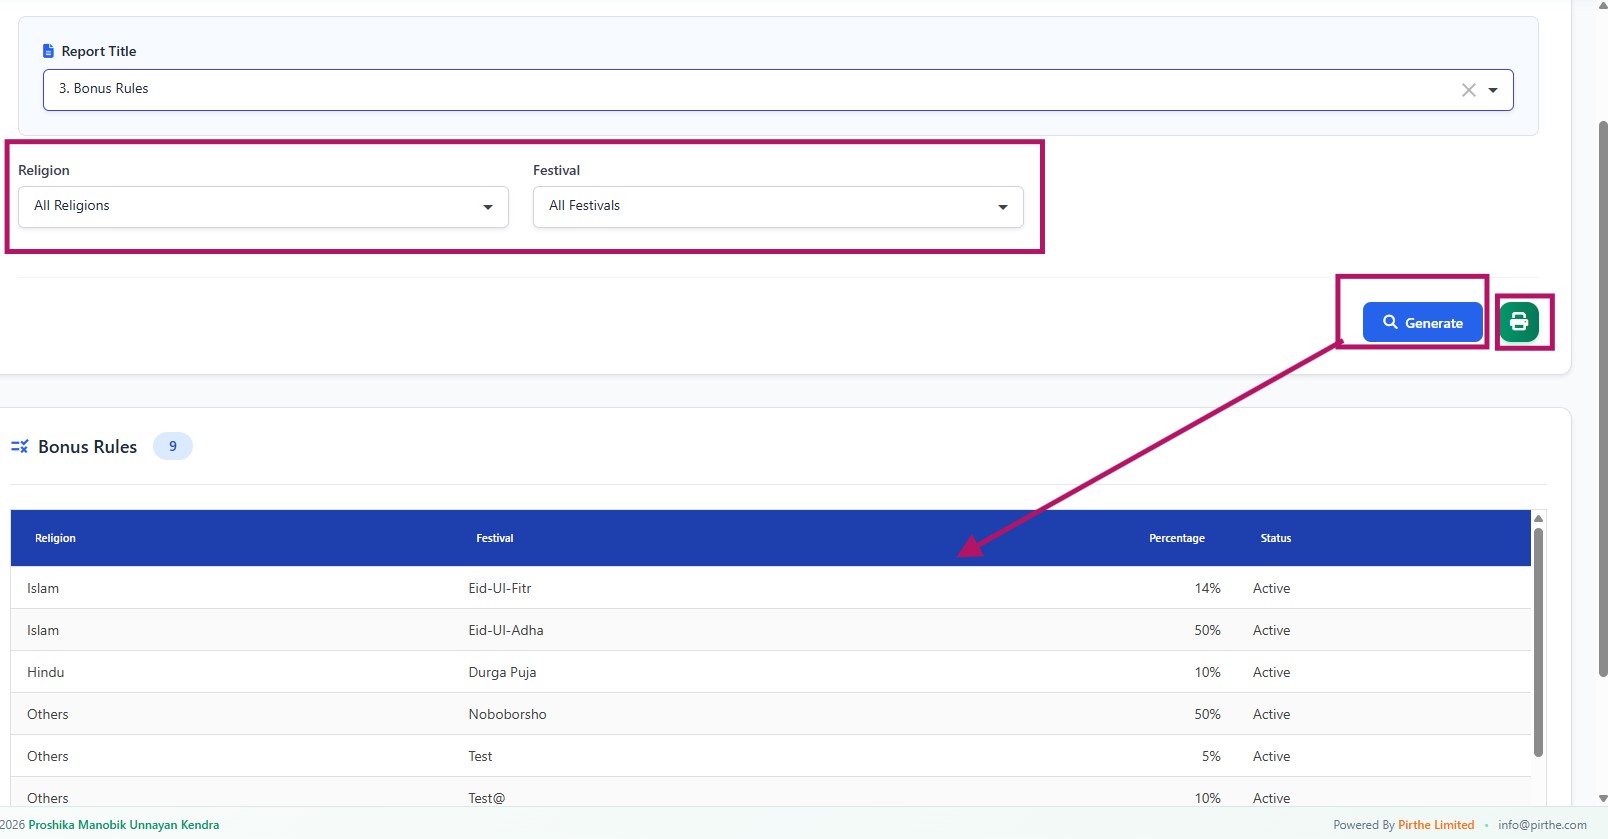 Report Title
3. Bonus Rules
Religion Festival
All Religions All Festivals
Generate
Bonus Rules 9
Religion Festival Percentage Status
Islam Eid-Ul-Fitr 14% Active
Islam Eid-Ul-Adha 50% Active
Hindu Durga Puja 10% Active
Others Noboborsho 50% Active
Others Test 5% Active
Others Test@ 10% Active
2026 Proshika Manobik Unnayan Kendra Powered By Pirthe Limited • info@pirthe.com